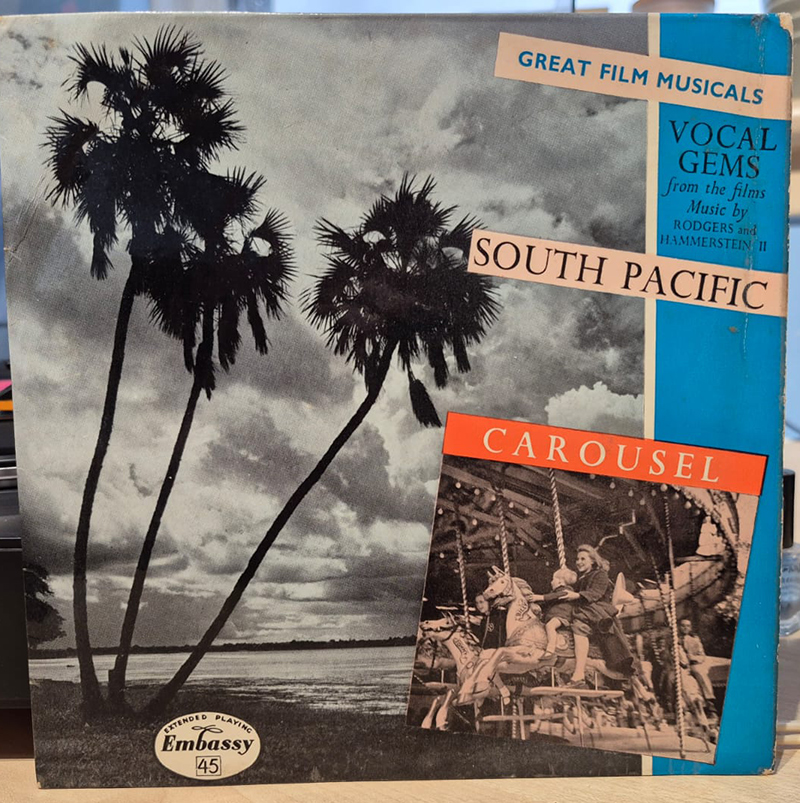 GREAT FILM MUSICALS
VOCAL
GEMS
from the films
Music by
RODGERS and
HAMMERSTEIN II
SOUTH PACIFIC
CAROUSEL
EXTENDED PLAYING
Embassy
45